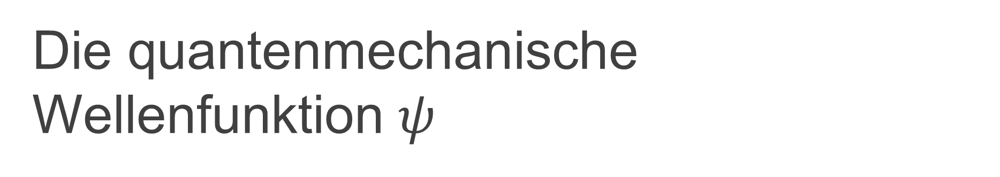 Die quantenmechanische
Wellenfunktion ψ